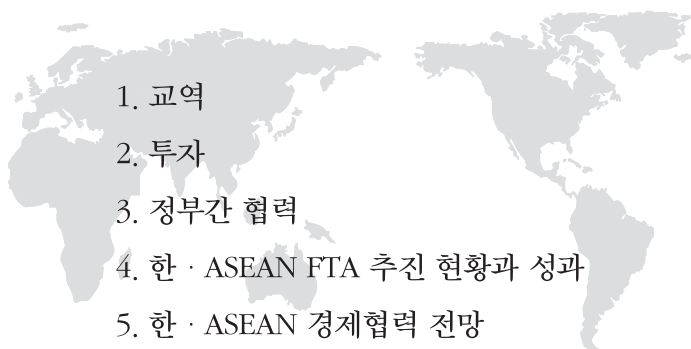 1. 교역
2. 투자
3. 정부간 협력
4. 한 · ASEAN FTA 추진 현황과 성과
5. 한 · ASEAN 경제협력 전망